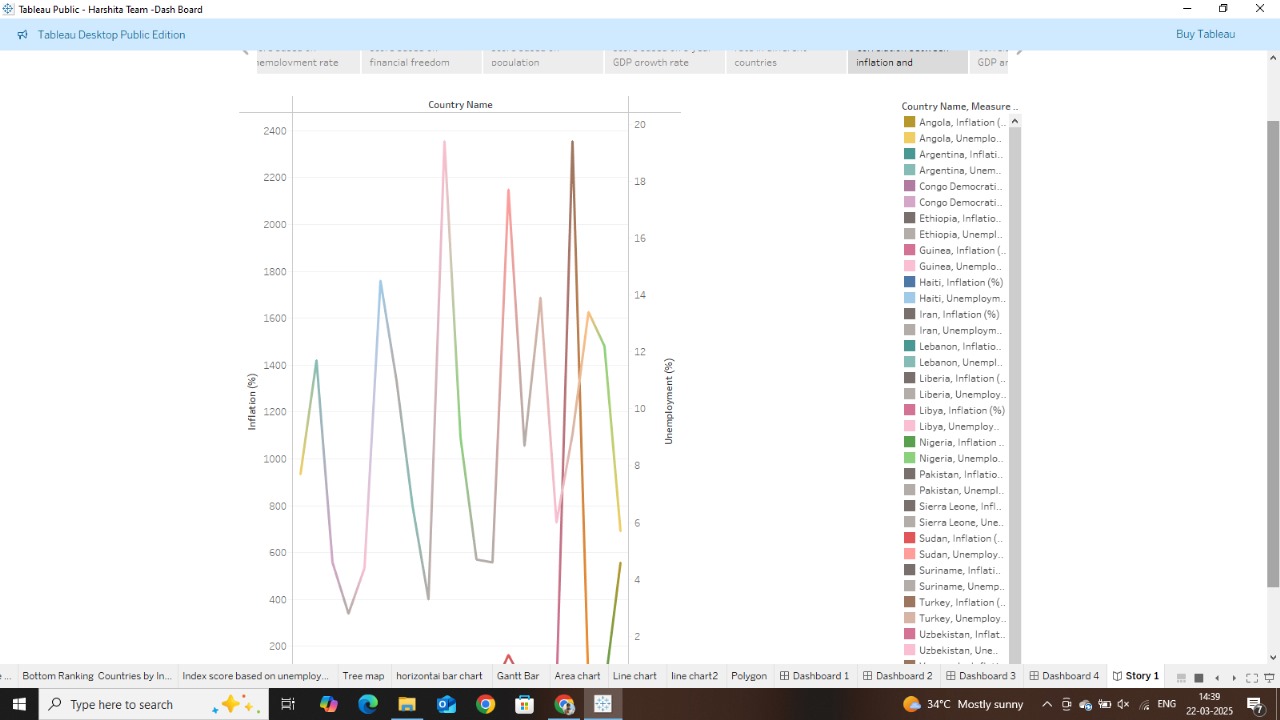 Tableau Public - Harshita Team -Dash Board
Tableau Desktop Public Edition
Buy Tableau
financial freedom
population
GDP growth rate
countries
inflation and
Country Name
2400
2200
2000
1800
1600
1400
1200
1000
800
600
400
200
Inflation (%)
20
18
16
14
12
10
8
6
4
2
Unemployment (%)
Country Name, Measure ..
Angola, Inflation (..
Angola, Unemplo..
Argentina, Inflati..
Argentina, Unem..
Congo Democrati..
Congo Democrati..
Ethiopia, Inflatio..
Ethiopia, Unempl..
Guinea, Inflation (..
Guinea, Unemplo..
Haiti, Inflation (%)
Haiti, Unemploym..
Iran, Inflation (%)
Iran, Unemploym..
Lebanon, Inflatio..
Lebanon, Unempl..
Liberia, Inflation (..
Liberia, Unemploy..
Libya, Inflation (%)
Libya, Unemploy..
Nigeria, Inflation ..
Nigeria, Unemplo..
Pakistan, Inflatio..
Pakistan, Unempl..
Sierra Leone, Infl..
Sierra Leone, Une..
Sudan, Inflation (..
Sudan, Unemploy..
Suriname, Inflati..
Suriname, Unemp..
Turkey, Inflation (..
Turkey, Unemploy..
Uzbekistan, Inflat..
Uzbekistan, Une..
e ... Bottom Ranking Countries by In... Index score based on unemploy... Tree map horizontai bar chart Gantt Bar Area chart Line chart line chart2 Polygon Dashboard 1 Dashboard 2 Dashboard 3 Dashboard 4 Story 1
Type here to search
34°C Mostly sunny
ENG
14:39
22-03-2025